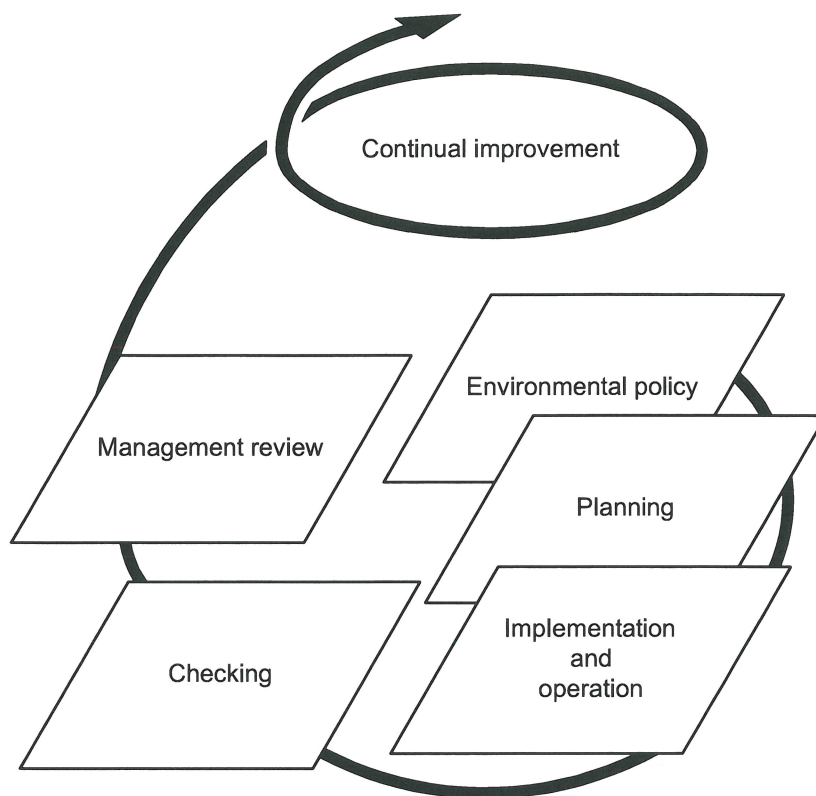 Continual improvement
Environmental policy
Management review
Planning
Implementation
and
operation
Checking